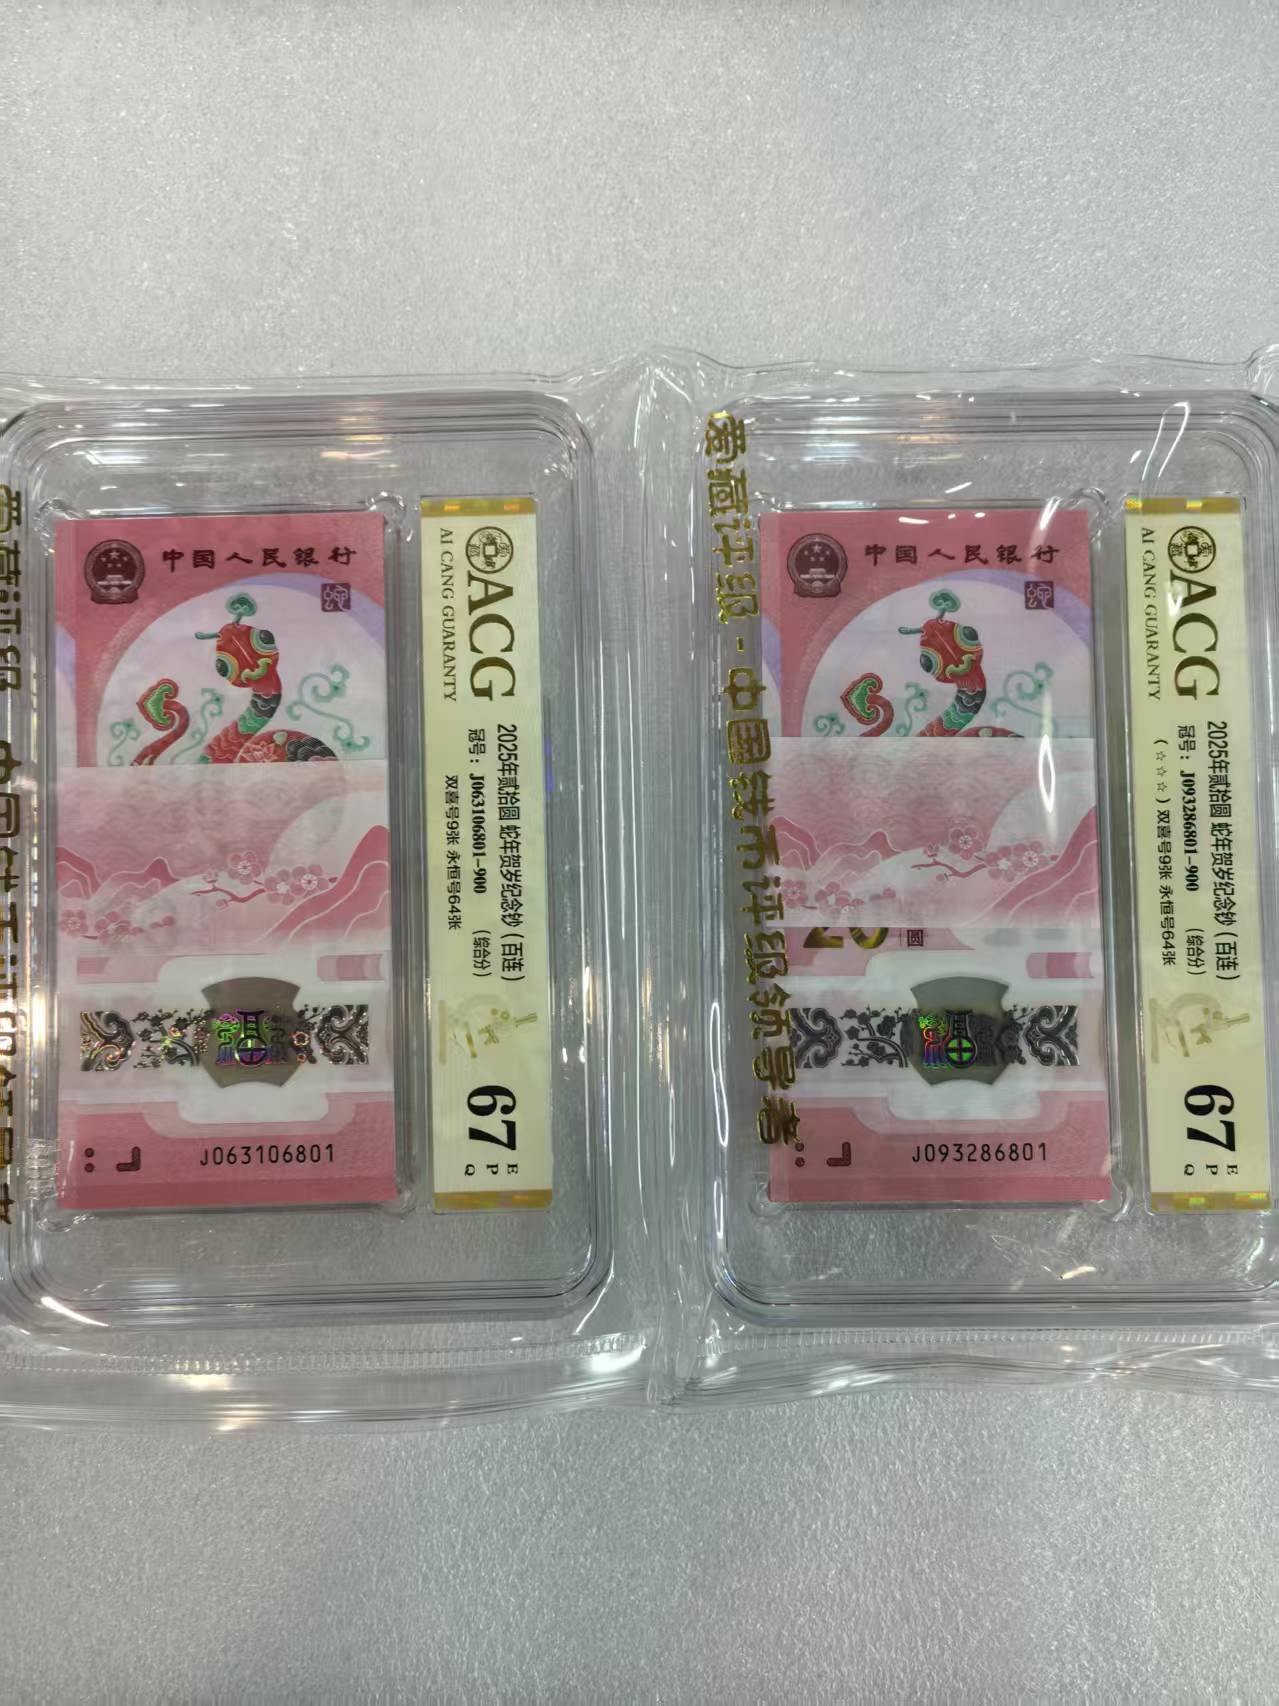 中国人民银行
J063106801
ACG
AI CANG GUARANTY
2025年贰拾圆 蛇年贺岁纪念钞（百连）
冠号：J063106801-900 （综合分）
双喜号9张 永恒号64张
67 EPQ
爱藏评级-中国钱币评级领导者
中国人民银行
20圆
J093286801
ACG
AI CANG GUARANTY
2025年贰拾圆 蛇年贺岁纪念钞（百连）
冠号：J093286801-900 （综合分）
（☆☆☆）双喜号9张 永恒号64张
67 EPQ